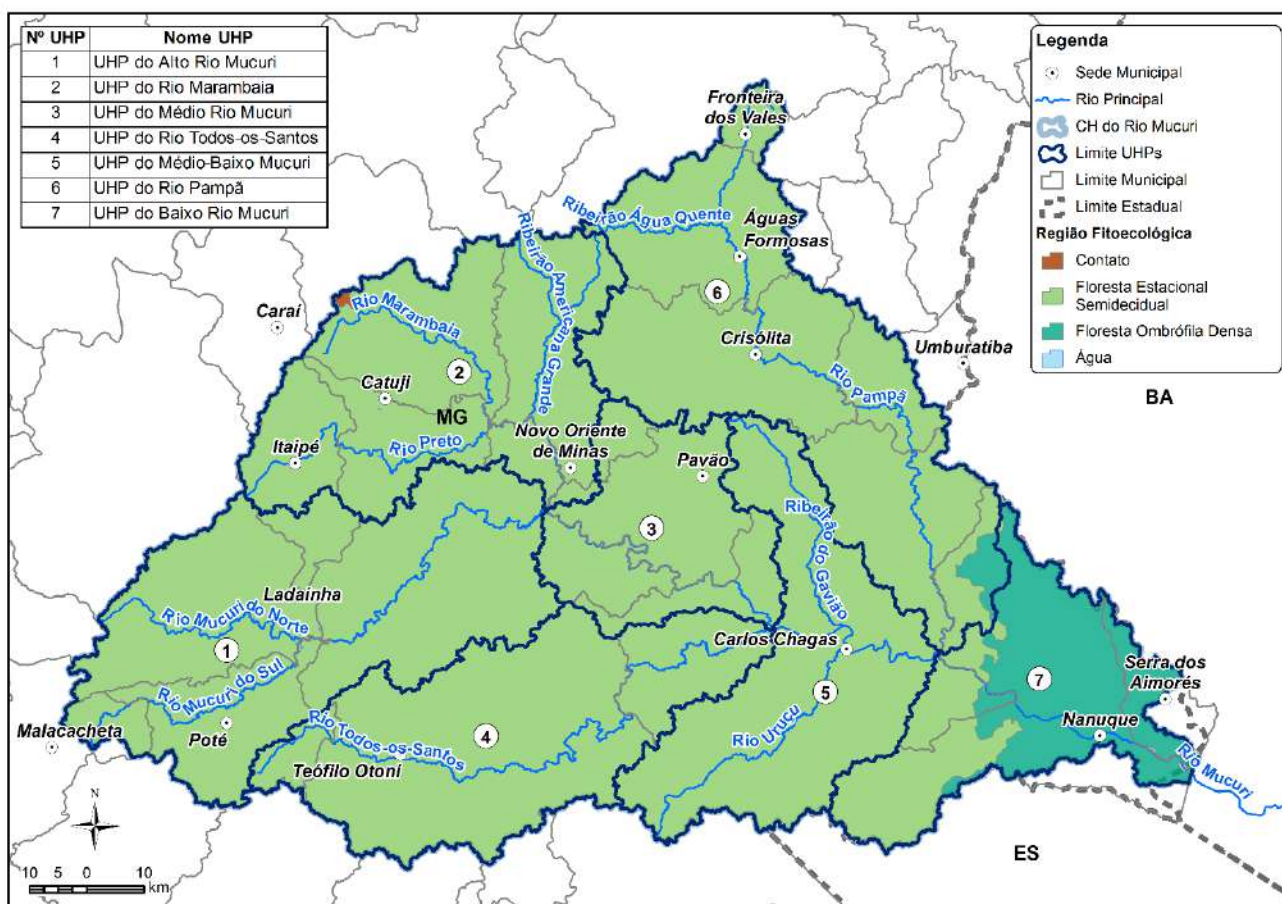 Nº UHP Nome UHP
1 UHP do Alto Rio Mucuri
2 UHP do Rio Marambaia
3 UHP do Médio Rio Mucuri
4 UHP do Rio Todos-os-Santos
5 UHP do Médio-Baixo Mucuri
6 UHP do Rio Pampã
7 UHP do Baixo Rio Mucuri
Legenda
Sede Municipal
Rio Principal
CH do Rio Mucuri
Limite UHPs
Limite Municipal
Limite Estadual
Região Fitoecológica
Contato
Floresta Estacional
Semidecidual
Floresta Ombrófila Densa
Água
Fronteira
dos Vales
Ribeirão Água Quente
Águas
Formosas
Ribeirão Americana Grande
6
Caraí
Rio Marambaia
Crisólita
Umburatiba
BA
2
Catuji
MG
Rio Pampã
Itaipé
Rio Preto
Novo Oriente
de Minas
Pavão
Ribeirão do Gavião
3
Ladainha
Rio Mucuri do Norte
1
Carlos Chagas
Serra dos
Aimorés
7
5
Rio Mucuri do Sul
Malacacheta
Poté
Rio Todos-os-Santos
4
Rio Uruçu
Nanuque
Teófilo Otoni
Rio Mucuri
N
ES
10 5 0 10
km